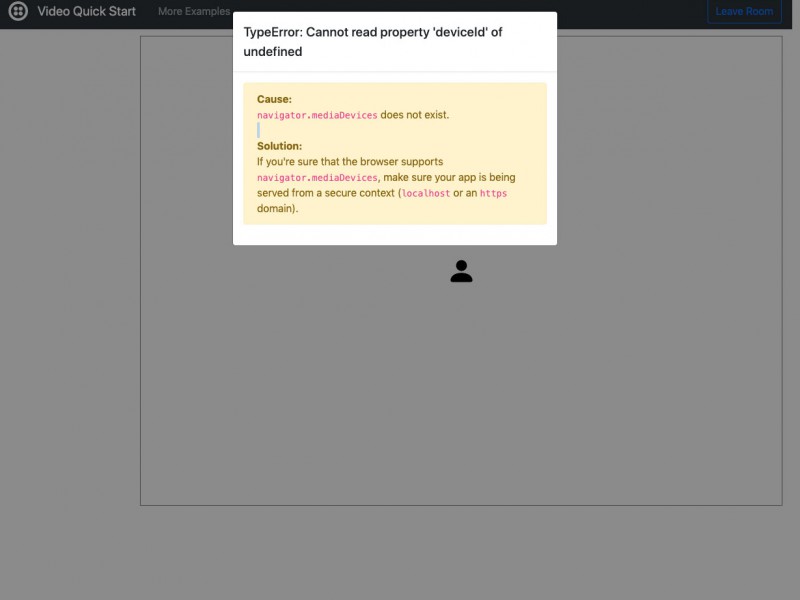 Video Quick Start
More Examples
Leave Room
TypeError: Cannot read property 'deviceId' of
undefined
Cause:
navigator.mediaDevices does not exist.
Solution:
If you're sure that the browser supports
navigator.mediaDevices, make sure your app is being
served from a secure context (localhost or an https
domain).